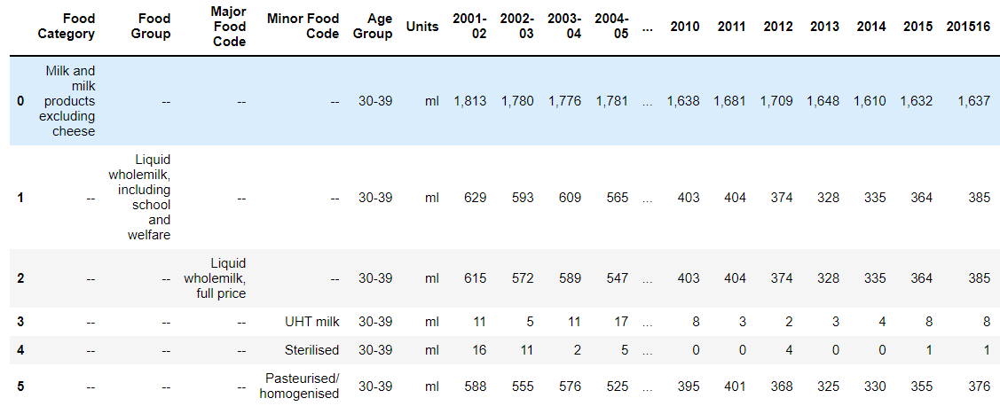 Food Category Food Group Major Food Code Minor Food Code Age Group Units 2001-02 2002-03 2003-04 2004-05 ... 2010 2011 2012 2013 2014 2015 201516
0 Milk and milk products excluding cheese -- -- -- 30-39 ml 1,813 1,780 1,776 1,781 ... 1,638 1,681 1,709 1,648 1,610 1,632 1,637
1 -- Liquid wholemilk, including school and welfare -- -- 30-39 ml 629 593 609 565 ... 403 404 374 328 335 364 385
2 -- -- Liquid wholemilk, full price -- 30-39 ml 615 572 589 547 ... 403 404 374 328 335 364 385
3 -- -- -- UHT milk 30-39 ml 11 5 11 17 ... 8 3 2 3 4 8 8
4 -- -- -- Sterilised 30-39 ml 16 11 2 5 ... 0 0 4 0 0 1 1
5 -- -- -- Pasteurised/ homogenised 30-39 ml 588 555 576 525 ... 395 401 368 325 330 355 376